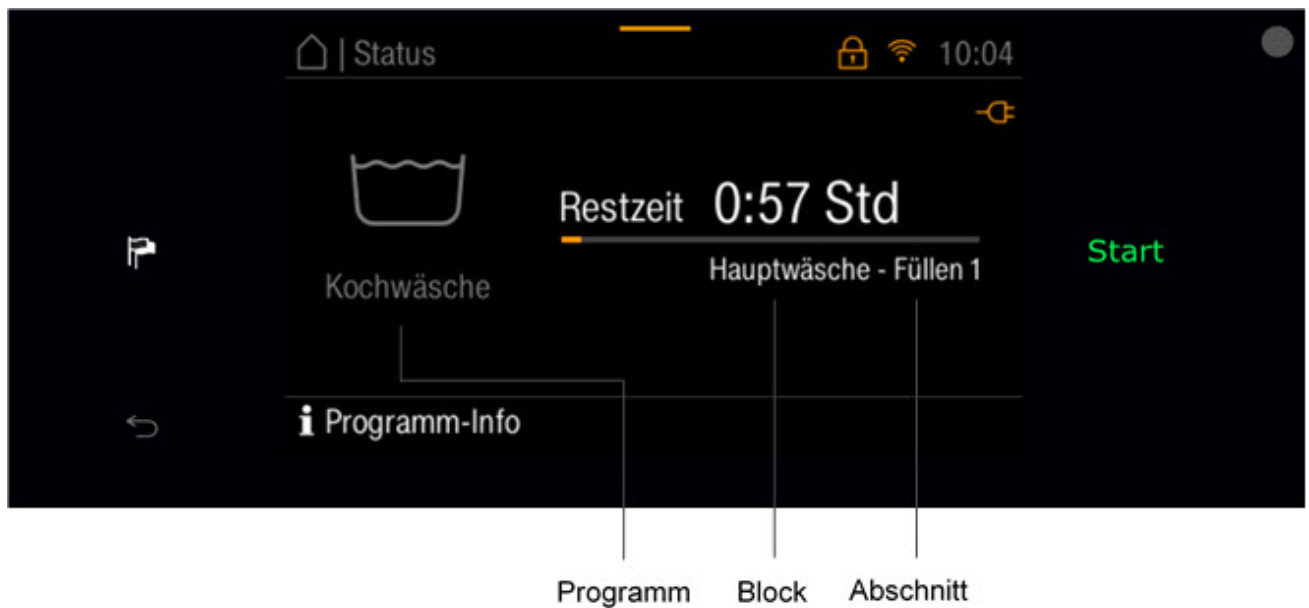 | Status 10:04
Restzeit 0:57 Std
Hauptwäsche - Füllen 1
Kochwäsche
Start
i Programm-Info
Programm Block Abschnitt